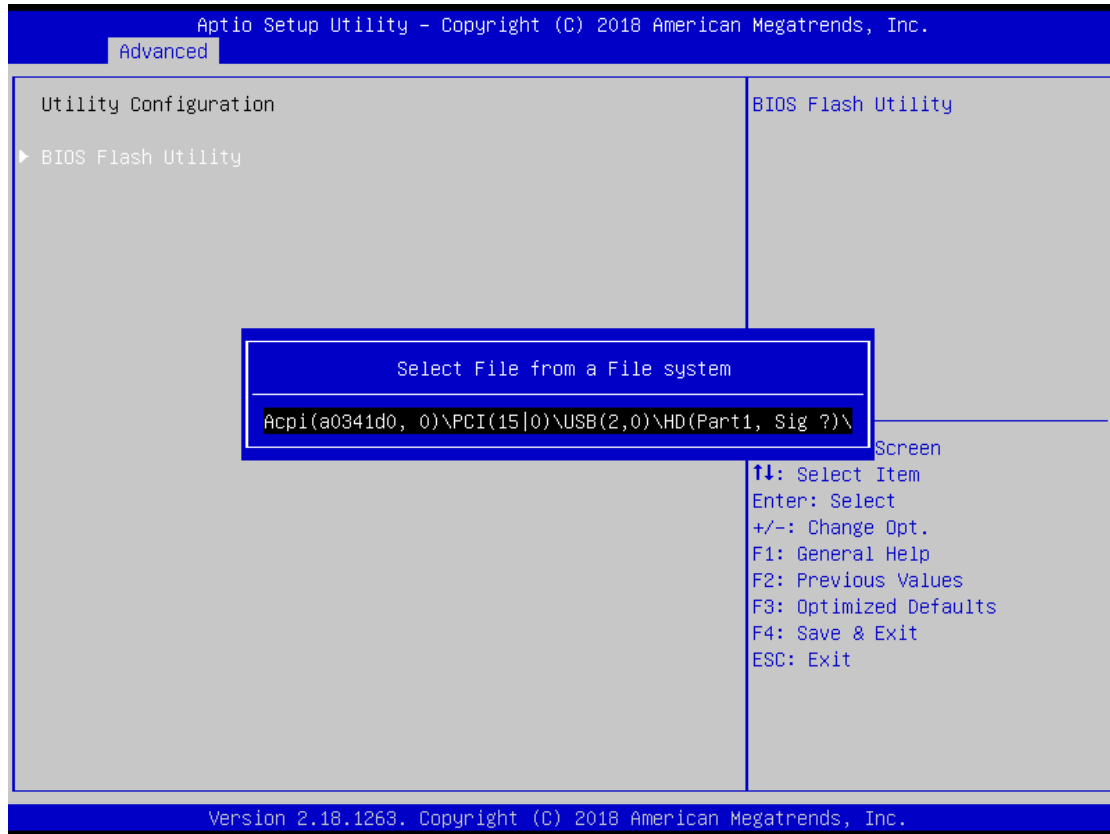 Aptio Setup Utility – Copyright (C) 2018 American Megatrends, Inc.
Advanced
Utility Configuration
▶ BIOS Flash Utility
BIOS Flash Utility
Select File from a File system
Acpi(a0341d0, 0)\PCI(15|0)\USB(2,0)\HD(Part1, Sig ?)\
Screen
↑↓: Select Item
Enter: Select
+/-: Change Opt.
F1: General Help
F2: Previous Values
F3: Optimized Defaults
F4: Save & Exit
ESC: Exit
Version 2.18.1263. Copyright (C) 2018 American Megatrends, Inc.